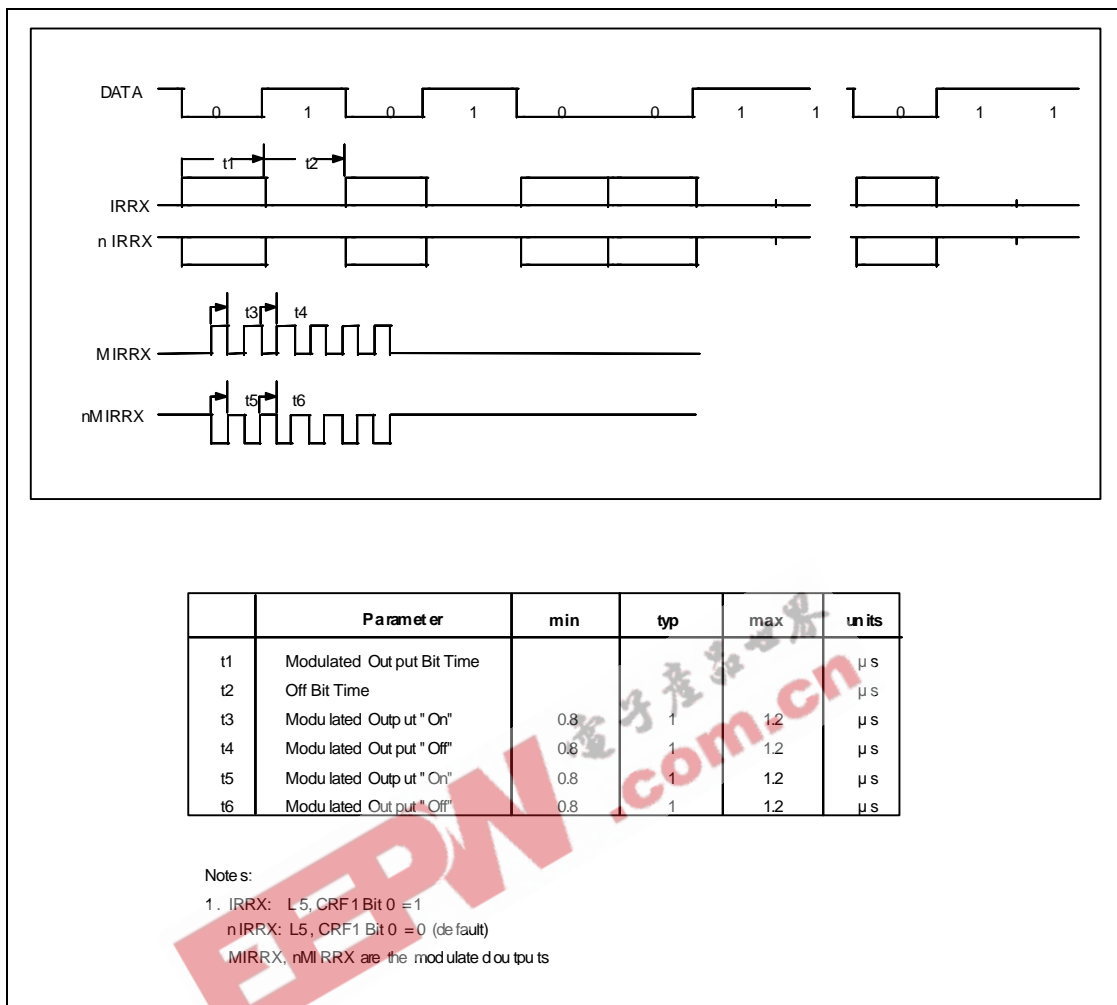 DATA 0 1 0 1 0 0 1 1 0 1 1
t1 t2
IRRX
n IRRX
t3 t4
MIRRX
t5 t6
nMIRRX
Parameter min typ max units
t1 Modulated Output Bit Time µs
t2 Off Bit Time µs
t3 Modulated Output "On" 0.8 1 1.2 µs
t4 Modulated Output "Off" 0.8 1 1.2 µs
t5 Modulated Output "On" 0.8 1 1.2 µs
t6 Modulated Output "Off" 0.8 1 1.2 µs
電子產品世界
EEPW.com.cn
Notes:
1. IRRX: L5, CRF1 Bit 0 = 1
nIRRX: L5, CRF1 Bit 0 = 0 (default)
MIRRX, nMIRRX are the modulated outputs